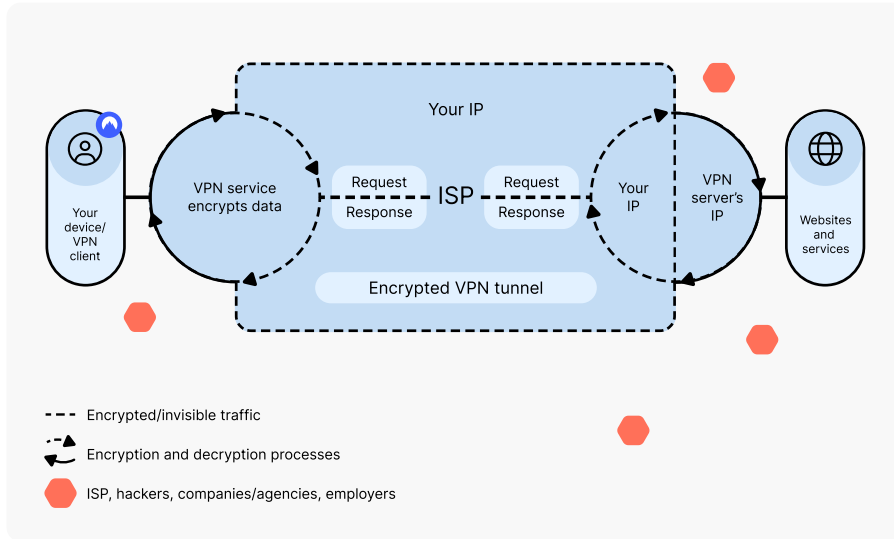 Your IP
Your
device/
VPN
client
VPN service
encrypts data
Request
Response
ISP
Request
Response
Your
IP
VPN
server’s
IP
Websites
and
services
Encrypted VPN tunnel
Encrypted/invisible traffic
Encryption and decryption processes
ISP, hackers, companies/agencies, employers